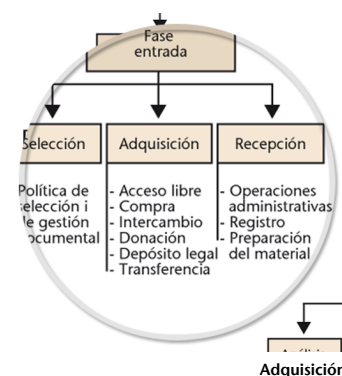 Fase
entrada
Selección
Adquisición
Recepción
Política de
selección i
de gestión
documental
- Acceso libre
- Compra
- Intercambio
- Donación
- Depósito legal
- Transferencia
- Operaciones
administrativas
- Registro
- Preparación
del material
Adquisición